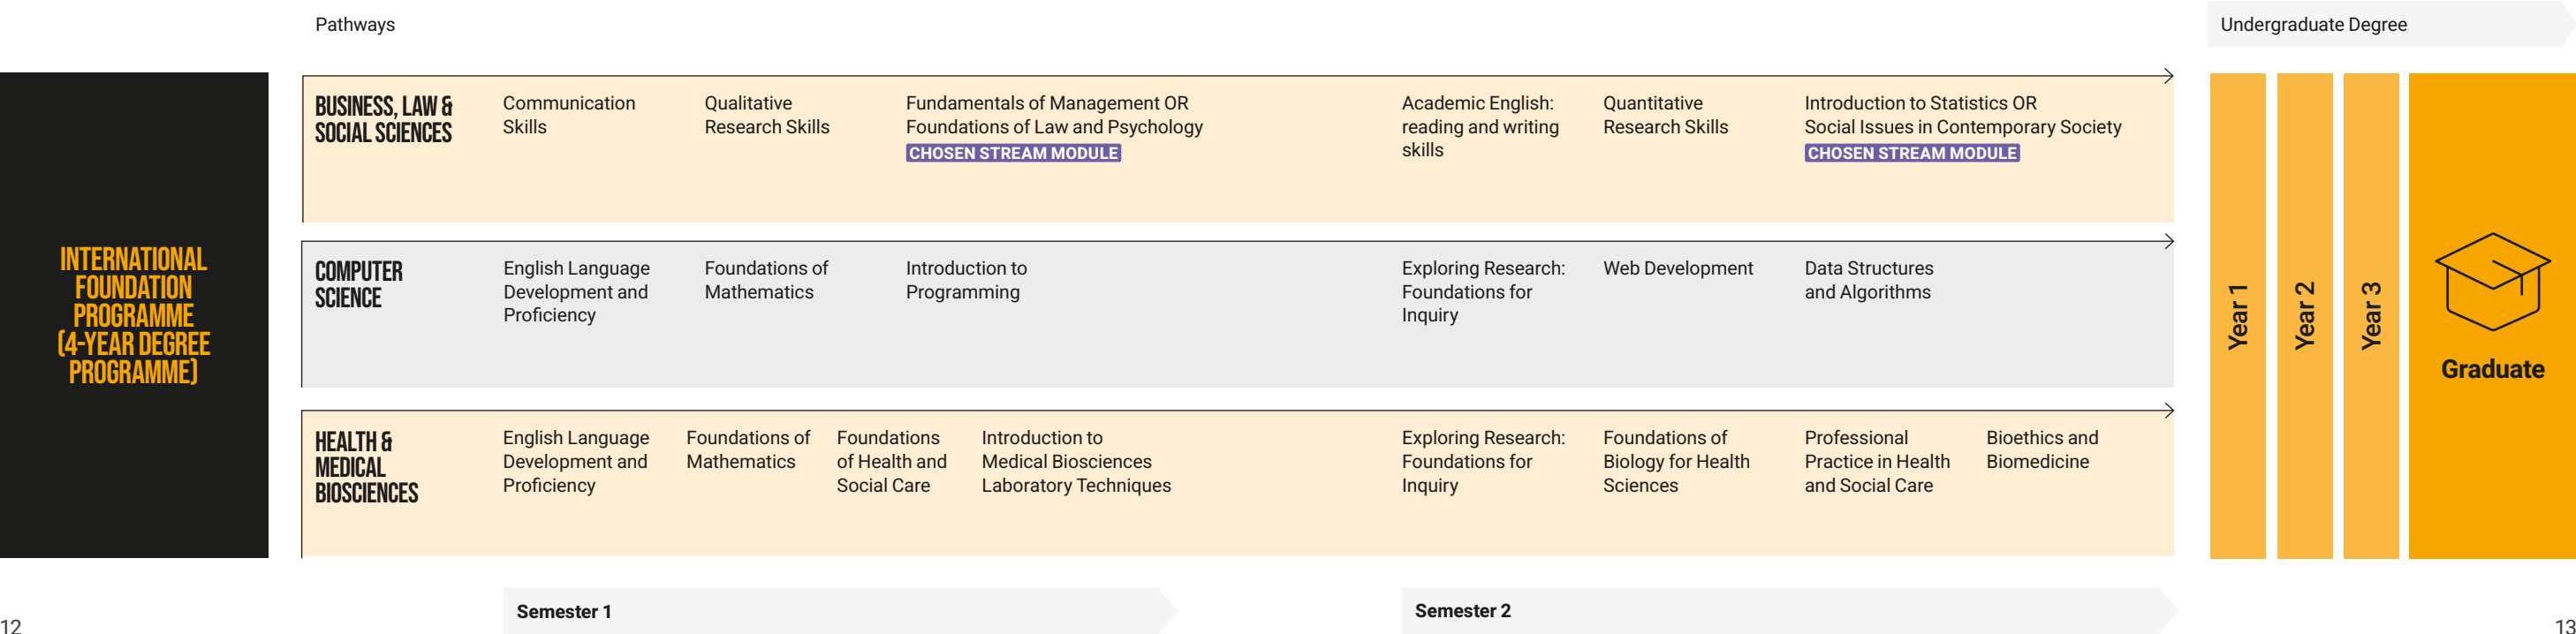 Pathways
Undergraduate Degree
INTERNATIONAL
FOUNDATION
PROGRAMME
(4-YEAR DEGREE
PROGRAMME)
BUSINESS, LAW &
SOCIAL SCIENCES
Communication
Skills
Qualitative
Research Skills
Fundamentals of Management OR
Foundations of Law and Psychology
CHOSEN STREAM MODULE
Academic English:
reading and writing
skills
Quantitative
Research Skills
Introduction to Statistics OR
Social Issues in Contemporary Society
CHOSEN STREAM MODULE
COMPUTER
SCIENCE
English Language
Development and
Proficiency
Foundations of
Mathematics
Introduction to
Programming
Exploring Research:
Foundations for
Inquiry
Web Development
Data Structures
and Algorithms
HEALTH &
MEDICAL
BIOSCIENCES
English Language
Development and
Proficiency
Foundations of
Mathematics
Foundations
of Health and
Social Care
Introduction to
Medical Biosciences
Laboratory Techniques
Exploring Research:
Foundations for
Inquiry
Foundations of
Biology for Health
Sciences
Professional
Practice in Health
and Social Care
Bioethics and
Biomedicine
Year 1
Year 2
Year 3
Graduate
Semester 1
Semester 2
12
13